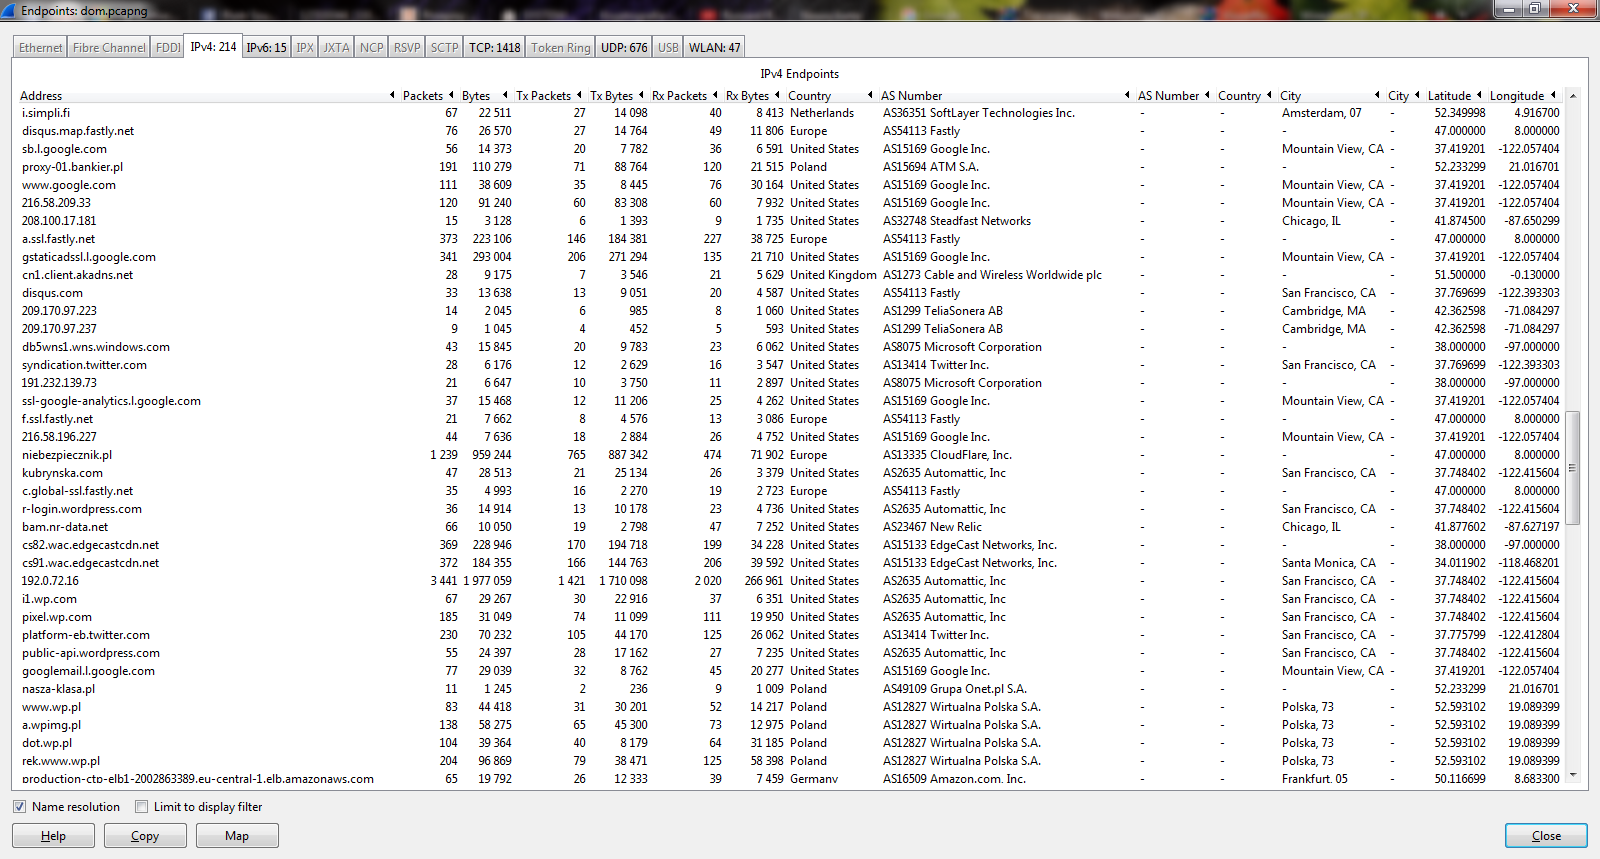 Endpoints: dom.pcapng
Ethernet Fibre Channel FDDI IPv4: 214 IPv6: 15 IPX JXTA NCP RSVP SCTP TCP: 1418 Token Ring UDP: 676 USB WLAN: 47
IPv4 Endpoints
Address Packets Bytes Tx Packets Tx Bytes Rx Packets Rx Bytes Country AS Number AS Number Country City City Latitude Longitude
i.simpli.fi 67 22 511 27 14 098 40 8 413 Netherlands AS36351 SoftLayer Technologies Inc. - - Amsterdam, 07 - 52.349998 4.916700
disqus.map.fastly.net 76 26 570 27 14 764 49 11 806 Europe AS54113 Fastly - - - - 47.000000 8.000000
sb.l.google.com 56 14 373 20 7 782 36 6 591 United States AS15169 Google Inc. - - Mountain View, CA - 37.419201 -122.057404
proxy-01.bankier.pl 191 110 279 71 88 764 120 21 515 Poland AS15694 ATM S.A. - - - - 52.233299 21.016701
www.google.com 111 38 609 35 8 445 76 30 164 United States AS15169 Google Inc. - - Mountain View, CA - 37.419201 -122.057404
216.58.209.33 120 91 240 60 83 308 60 7 932 United States AS15169 Google Inc. - - Mountain View, CA - 37.419201 -122.057404
208.100.17.181 15 3 128 6 1 393 9 1 735 United States AS32748 Steadfast Networks - - Chicago, IL - 41.874500 -87.650299
a.ssl.fastly.net 373 223 106 146 184 381 227 38 725 Europe AS54113 Fastly - - - - 47.000000 8.000000
gstaticadssl.l.google.com 341 293 004 206 271 294 135 21 710 United States AS15169 Google Inc. - - Mountain View, CA - 37.419201 -122.057404
cn1.client.akadns.net 28 9 175 7 3 546 21 5 629 United Kingdom AS1273 Cable and Wireless Worldwide plc - - - - 51.500000 -0.130000
disqus.com 33 13 638 13 9 051 20 4 587 United States AS54113 Fastly - - San Francisco, CA - 37.769699 -122.393303
209.170.97.223 14 2 045 6 985 8 1 060 United States AS1299 TeliaSonera AB - - Cambridge, MA - 42.362598 -71.084297
209.170.97.237 9 1 045 4 452 5 593 United States AS1299 TeliaSonera AB - - Cambridge, MA - 42.362598 -71.084297
db5wns1.wns.windows.com 43 15 845 20 9 783 23 6 062 United States AS8075 Microsoft Corporation - - - - 38.000000 -97.000000
syndication.twitter.com 28 6 176 12 2 629 16 3 547 United States AS13414 Twitter Inc. - - San Francisco, CA - 37.769699 -122.393303
191.232.139.73 21 6 647 10 3 750 11 2 897 United States AS8075 Microsoft Corporation - - - - 38.000000 -97.000000
ssl-google-analytics.l.google.com 37 15 468 12 11 206 25 4 262 United States AS15169 Google Inc. - - Mountain View, CA - 37.419201 -122.057404
f.ssl.fastly.net 21 7 662 8 4 576 13 3 086 Europe AS54113 Fastly - - - - 47.000000 8.000000
216.58.196.227 44 7 636 18 2 884 26 4 752 United States AS15169 Google Inc. - - Mountain View, CA - 37.419201 -122.057404
niebezpiecznik.pl 1 239 959 244 765 887 342 474 71 902 Europe AS13335 CloudFlare, Inc. - - - - 47.000000 8.000000
kubrynska.com 47 28 513 21 25 134 26 3 379 United States AS2635 Automattic, Inc - - San Francisco, CA - 37.748402 -122.415604
c.global-ssl.fastly.net 35 4 993 16 2 270 19 2 723 Europe AS54113 Fastly - - - - 47.000000 8.000000
r-login.wordpress.com 36 14 914 13 10 178 23 4 736 United States AS2635 Automattic, Inc - - San Francisco, CA - 37.748402 -122.415604
bam.nr-data.net 66 10 050 19 2 798 47 7 252 United States AS23467 New Relic - - Chicago, IL - 41.877602 -87.627197
cs82.wac.edgecastcdn.net 369 228 946 170 194 718 199 34 228 United States AS15133 EdgeCast Networks, Inc. - - - - 38.000000 -97.000000
cs91.wac.edgecastcdn.net 372 184 355 166 144 763 206 39 592 United States AS15133 EdgeCast Networks, Inc. - - Santa Monica, CA - 34.011902 -118.468201
192.0.72.16 3 441 1 977 059 1 421 1 710 098 2 020 266 961 United States AS2635 Automattic, Inc - - San Francisco, CA - 37.748402 -122.415604
i1.wp.com 67 29 267 30 22 916 37 6 351 United States AS2635 Automattic, Inc - - San Francisco, CA - 37.748402 -122.415604
pixel.wp.com 185 31 049 74 11 099 111 19 950 United States AS2635 Automattic, Inc - - San Francisco, CA - 37.748402 -122.415604
platform-eb.twitter.com 230 70 232 105 44 170 125 26 062 United States AS13414 Twitter Inc. - - San Francisco, CA - 37.775799 -122.412804
public-api.wordpress.com 55 24 397 28 17 162 27 7 235 United States AS2635 Automattic, Inc - - San Francisco, CA - 37.748402 -122.415604
googlemail.l.google.com 77 29 039 32 8 762 45 20 277 United States AS15169 Google Inc. - - Mountain View, CA - 37.419201 -122.057404
nasza-klasa.pl 11 1 245 2 236 9 1 009 Poland AS49109 Grupa Onet.pl S.A. - - - - 52.233299 21.016701
www.wp.pl 83 44 418 31 30 201 52 14 217 Poland AS12827 Wirtualna Polska S.A. - - Polska, 73 - 52.593102 19.089399
a.wpimg.pl 138 58 275 65 45 300 73 12 975 Poland AS12827 Wirtualna Polska S.A. - - Polska, 73 - 52.593102 19.089399
dot.wp.pl 104 39 364 40 8 179 64 31 185 Poland AS12827 Wirtualna Polska S.A. - - Polska, 73 - 52.593102 19.089399
rek.www.wp.pl 204 96 869 79 38 471 125 58 398 Poland AS12827 Wirtualna Polska S.A. - - Polska, 73 - 52.593102 19.089399
production-ctp-elb1-2002863389.eu-central-1.elb.amazonaws.com 65 19 792 26 12 333 39 7 459 Germany AS16509 Amazon.com, Inc. - - Frankfurt, 05 - 50.116699 8.683300
Name resolution Limit to display filter
Help Copy Map Close